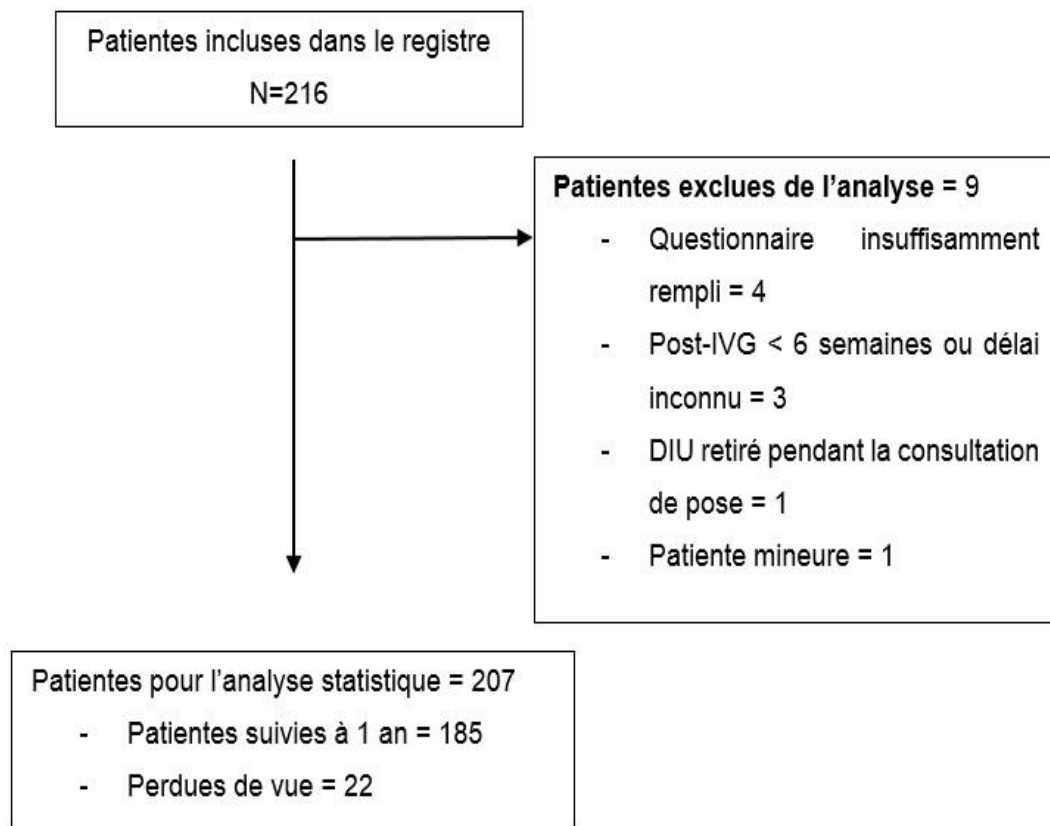 Patientes incluses dans le registre
N=216
Patientes exclues de l'analyse = 9
- Questionnaire insuffisamment
rempli = 4
- Post-IVG < 6 semaines ou délai
inconnu = 3
- DIU retiré pendant la consultation
de pose = 1
- Patiente mineure = 1
Patientes pour l'analyse statistique = 207
- Patientes suivies à 1 an = 185
- Perdues de vue = 22